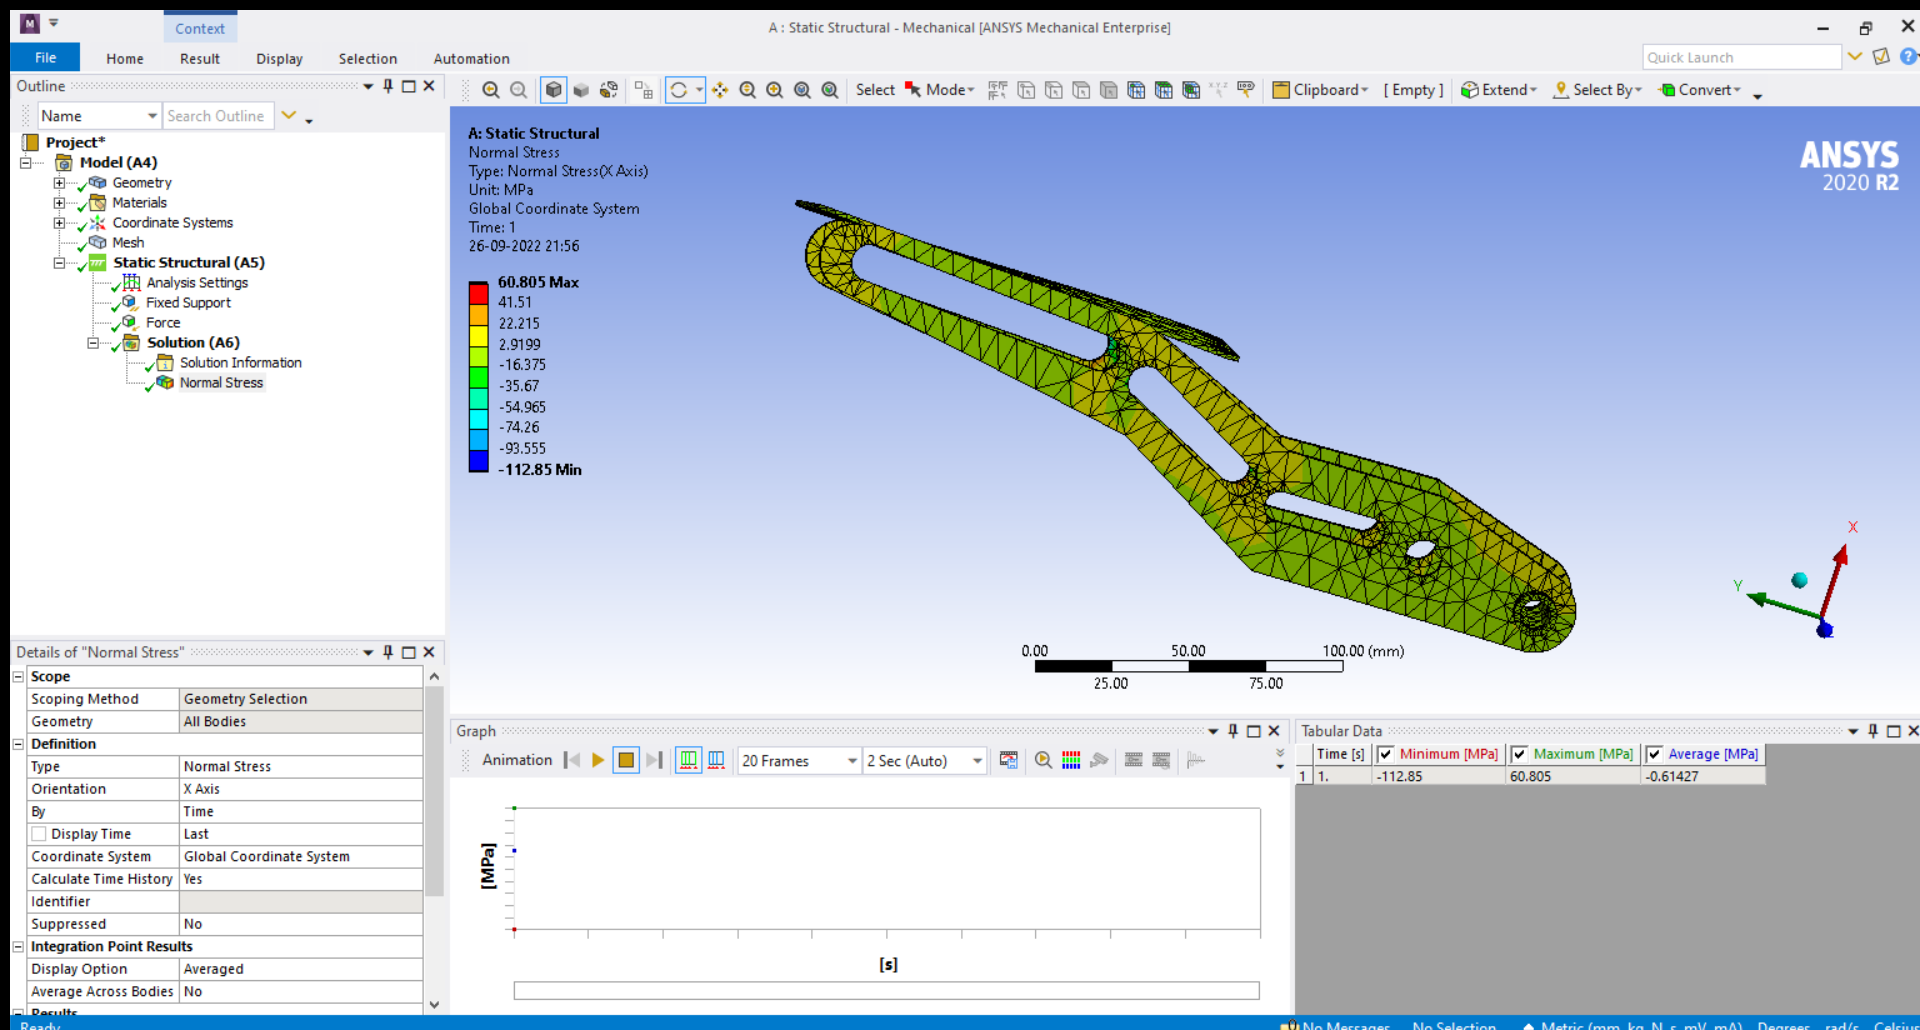 M
Context
A : Static Structural - Mechanical [ANSYS Mechanical Enterprise]
File Home Result Display Selection Automation
Quick Launch
Outline
Select Mode Clipboard [ Empty ] Extend Select By Convert
Name Search Outline
Project*
Model (A4)
Geometry
Materials
Coordinate Systems
Mesh
Static Structural (A5)
Analysis Settings
Fixed Support
Force
Solution (A6)
Solution Information
Normal Stress
A: Static Structural
Normal Stress
Type: Normal Stress(X Axis)
Unit: MPa
Global Coordinate System
Time: 1
26-09-2022 21:56
60.805 Max
41.51
22.215
2.9199
-16.375
-35.67
-54.965
-74.26
-93.555
-112.85 Min
ANSYS
2020 R2
X
Y
0.00 50.00 100.00 (mm)
25.00 75.00
Details of "Normal Stress"
Scope
Scoping Method Geometry Selection
Geometry All Bodies
Definition
Type Normal Stress
Orientation X Axis
By Time
Display Time Last
Coordinate System Global Coordinate System
Calculate Time History Yes
Identifier
Suppressed No
Integration Point Results
Display Option Averaged
Average Across Bodies No
Results
Graph
Animation 20 Frames 2 Sec (Auto)
[MPa]
[s]
Tabular Data
Time [s] Minimum [MPa] Maximum [MPa] Average [MPa]
1 1. -112.85 60.805 -0.61427
Ready
No Messages No Selection Metric (mm, kg, N, s, mV, mA) Degrees rad/s Celsius